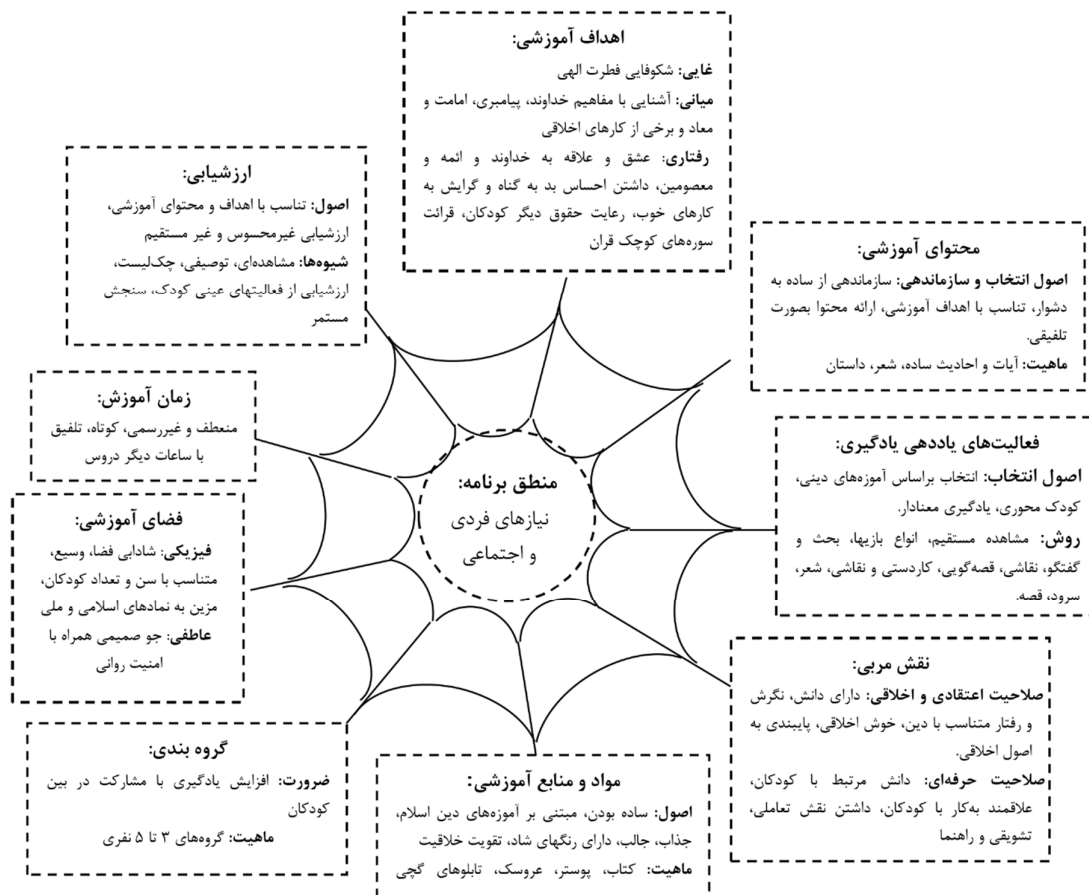 اهداف آموزشی:
غایی: شکوفایی فطرت الهی
میانی: آشنایی با مفاهیم خداوند، پیامبری، امامت و
معاد و برخی از کارهای اخلاقی
رفتاری: عشق و علاقه به خداوند و ائمه و
معصومین، داشتن احساس بد به گناه و گرایش به
کارهای خوب، رعایت حقوق دیگر کودکان، قرائت
سوره‌های کوچک قران
محتوای آموزشی:
اصول انتخاب و سازماندهی: سازماندهی از ساده به
دشوار، تناسب با اهداف آموزشی، ارائه محتوا بصورت
تلفیقی.
ماهیت: آیات و احادیث ساده، شعر، داستان
فعالیت‌های یاددهی یادگیری:
اصول انتخاب: انتخاب براساس آموزه‌های دینی،
کودک محوری، یادگیری معنادار.
روش: مشاهده مستقیم، انواع بازیها، بحث و
گفتگو، نقاشی، قصه‌گویی، کاردستی و نقاشی، شعر،
سرود، قصه.
نقش مربی:
صلاحیت اعتقادی و اخلاقی: دارای دانش، نگرش
و رفتار متناسب با دین، خوش اخلاقی، پایبندی به
اصول اخلاقی.
صلاحیت حرفه‌ای: دانش مرتبط با کودکان،
علاقمند به‌کار با کودکان، داشتن نقش تعاملی،
تشویقی و راهنما
مواد و منابع آموزشی:
اصول: ساده بودن، مبتنی بر آموزه‌های دین اسلام،
جذاب، جالب، دارای رنگهای شاد، تقویت خلاقیت
ماهیت: کتاب، پوستر، عروسک، تابلوهای گچی
گروه بندی:
ضرورت: افزایش یادگیری با مشارکت در بین
کودکان
ماهیت: گروه‌های ۳ تا ۵ نفری
فضای آموزشی:
فیزیکی: شادابی فضا، وسیع،
متناسب با سن و تعداد کودکان،
مزین به نمادهای اسلامی و ملی
عاطفی: جو صمیمی همراه با
امنیت روانی
زمان آموزش:
منعطف و غیررسمی، کوتاه، تلفیق
با ساعات دیگر دروس
ارزشیابی:
اصول: تناسب با اهداف و محتوای آموزشی،
ارزشیابی غیرمحسوس و غیر مستقیم
شیوه‌ها: مشاهده‌ای، توصیفی، چک‌لیست،
ارزشیابی از فعالیتهای عینی کودک، سنجش
مستمر
منطق برنامه:
نیازهای فردی
و اجتماعی